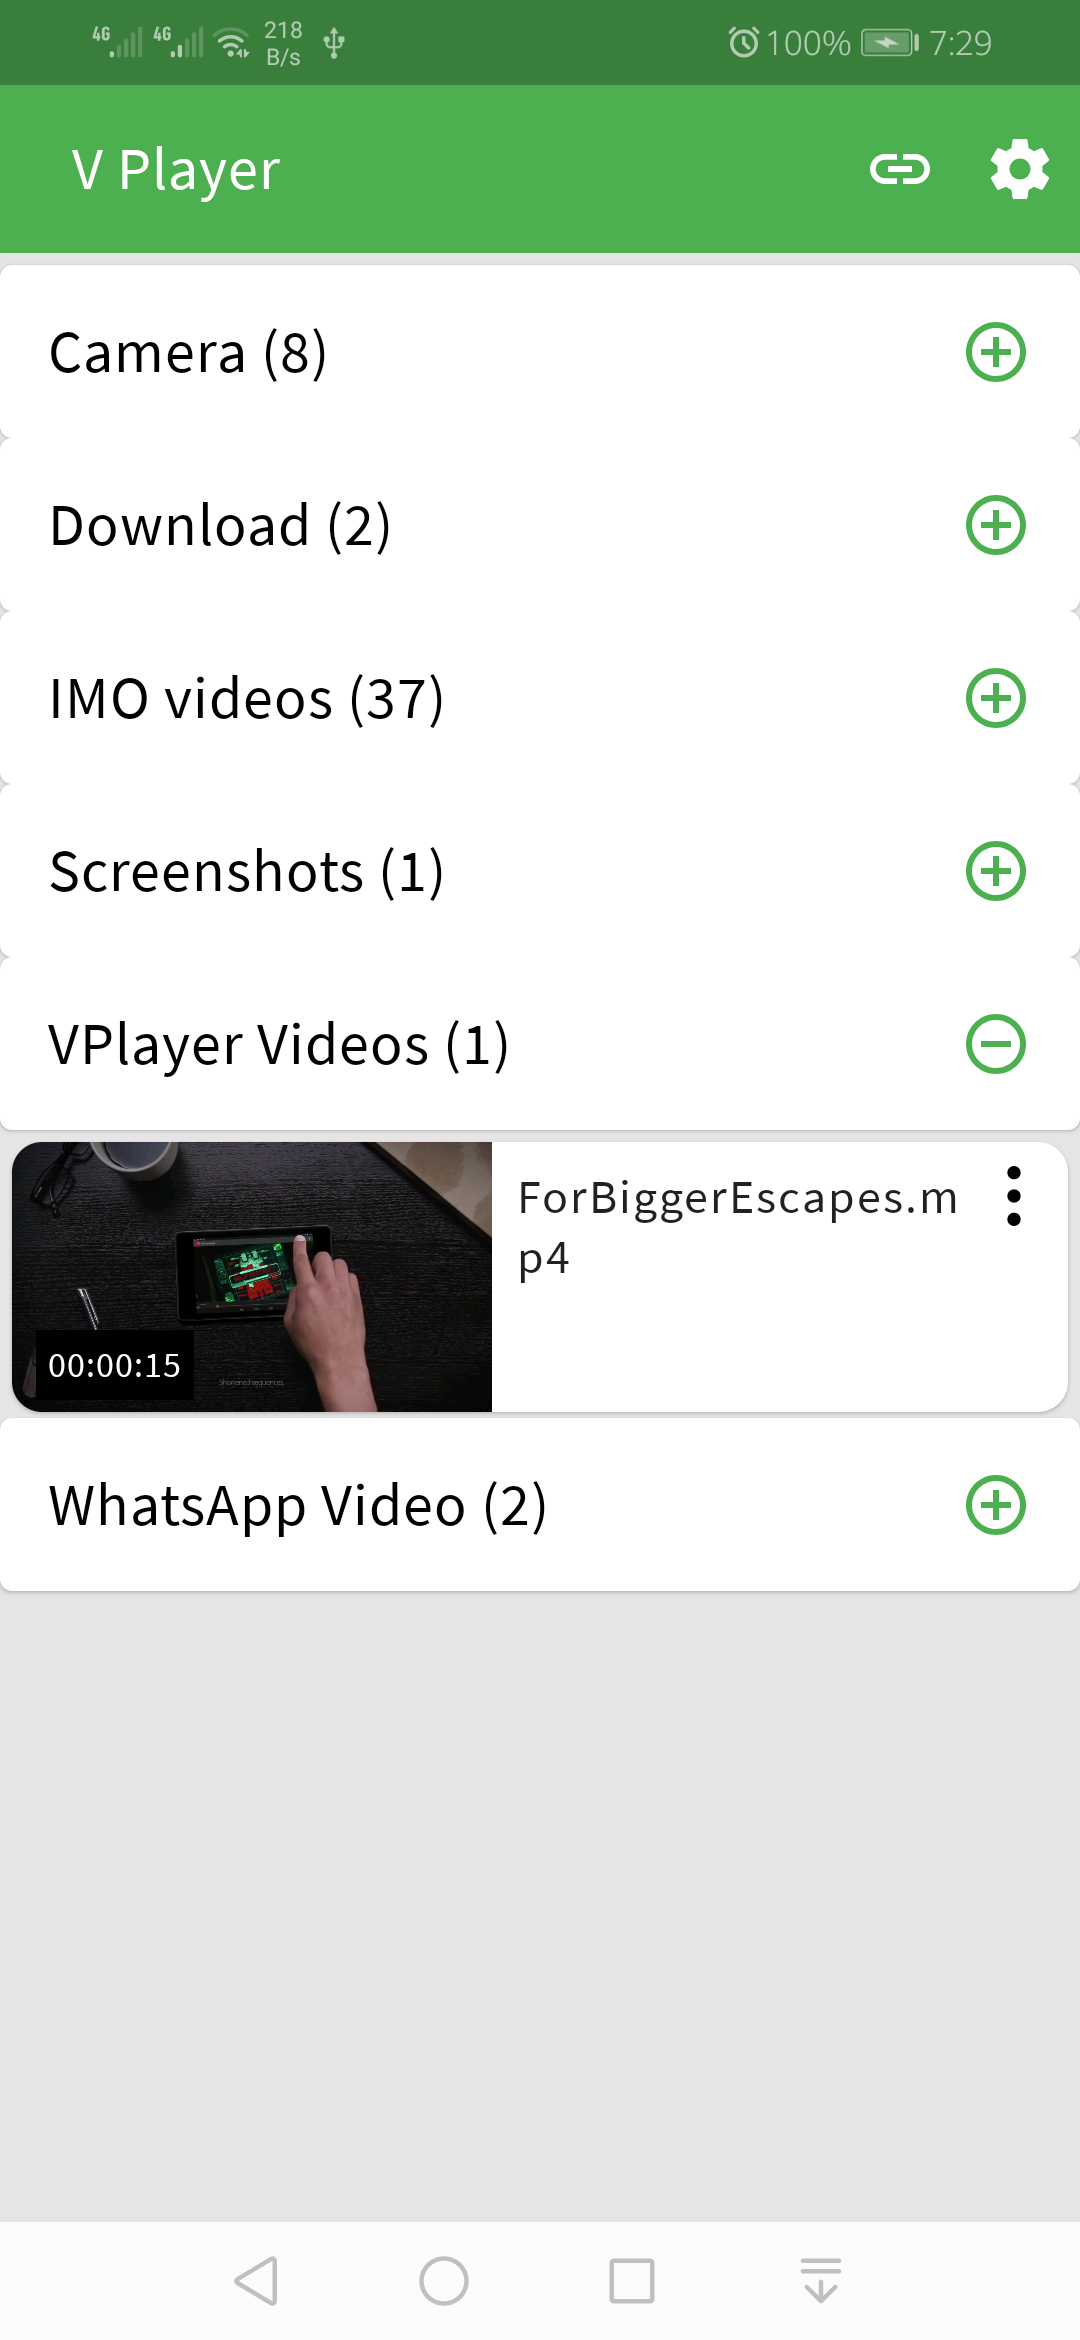 4G 4G 218 B/s 100% 7:29
V Player
Camera (8)
Download (2)
IMO videos (37)
Screenshots (1)
VPlayer Videos (1)
ForBiggerEscapes.m
p4
00:00:15
Shortened sequences
WhatsApp Video (2)